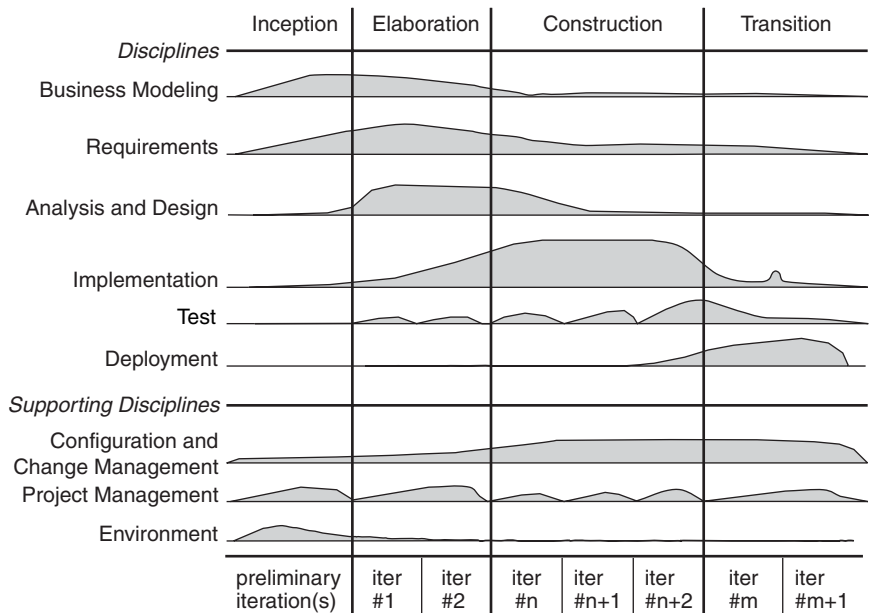 Inception Elaboration Construction Transition
Disciplines
Business Modeling
Requirements
Analysis and Design
Implementation
Test
Deployment
Supporting Disciplines
Configuration and
Change Management
Project Management
Environment
preliminary iter iter iter iter iter iter iter
iteration(s) #1 #2 #n #n+1 #n+2 #m #m+1